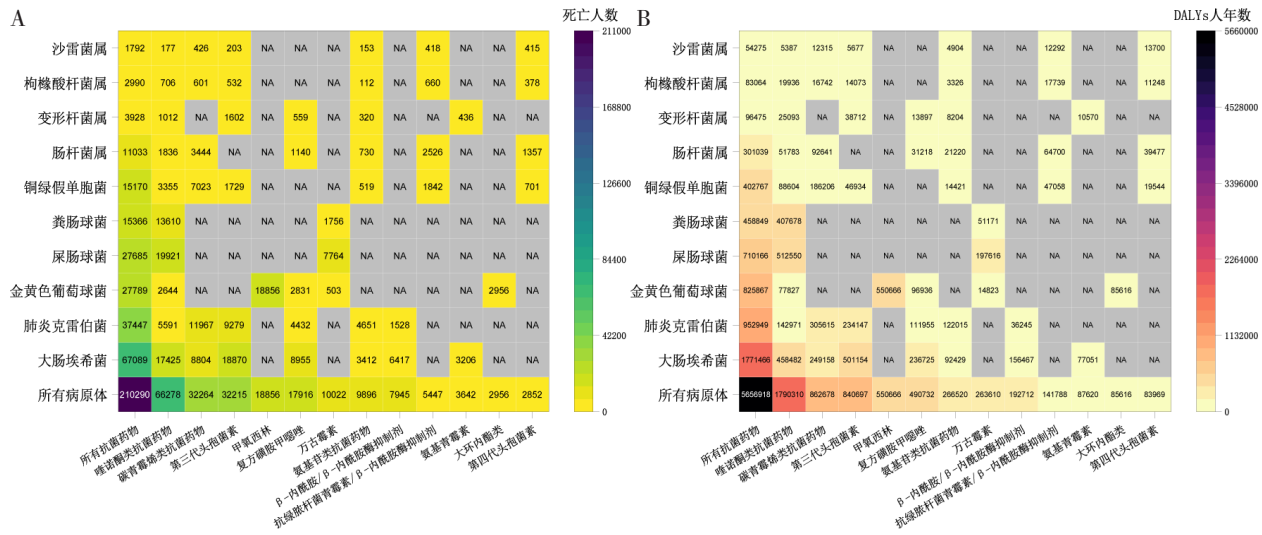 A
死亡人数
沙雷菌属 1792 177 426 203 NA NA NA 153 NA 418 NA NA 415
枸橼酸杆菌属 2990 706 601 532 NA NA NA 112 NA 660 NA NA 378
变形杆菌属 3928 1012 NA 1602 NA 559 NA 320 NA NA 436 NA NA
肠杆菌属 11033 1836 3444 NA NA 1140 NA 730 NA 2526 NA NA 1357
铜绿假单胞菌 15170 3355 7023 1729 NA NA NA 519 NA 1842 NA NA 701
粪肠球菌 15366 13610 NA NA NA NA 1756 NA NA NA NA NA NA
屎肠球菌 27685 19921 NA NA NA NA 7764 NA NA NA NA NA NA
金黄色葡萄球菌 27789 2644 NA NA 18856 2831 503 NA NA NA NA 2956 NA
肺炎克雷伯菌 37447 5591 11967 9279 NA 4432 NA 4651 1528 NA NA NA NA
大肠埃希菌 67089 17425 8804 18870 NA 8955 NA 3412 6417 NA 3206 NA NA
所有病原体 210290 66278 32264 32215 18856 17916 10022 9896 7945 5447 3642 2956 2852
所有抗菌药物
喹诺酮类抗菌药物
碳青霉烯类抗菌药物
第三代头孢菌素
甲氧西林
复方磺胺甲噁唑
万古霉素
氨基苷类抗菌药物
β-内酰胺/β-内酰胺酶抑制剂
抗绿脓杆菌青霉素/β-内酰胺酶抑制剂
氨基青霉素
大环内酯类
第四代头孢菌素
211000
168800
126600
84400
42200
0
B
DALYs人年数
沙雷菌属 54275 5387 12315 5677 NA NA NA 4904 NA 12292 NA NA 13700
枸橼酸杆菌属 83064 19936 16742 14073 NA NA NA 3326 NA 17739 NA NA 11248
变形杆菌属 96475 25093 NA 38712 NA 13897 NA 8204 NA NA 10570 NA NA
肠杆菌属 301039 51783 92641 NA NA 31218 NA 21220 NA 64700 NA NA 39477
铜绿假单胞菌 402767 88604 186206 46934 NA NA NA 14421 NA 47058 NA NA 19544
粪肠球菌 458849 407678 NA NA NA NA 51171 NA NA NA NA NA NA
屎肠球菌 710166 512550 NA NA NA NA 197616 NA NA NA NA NA NA
金黄色葡萄球菌 825867 77827 NA NA 550666 96936 14823 NA NA NA NA 85616 NA
肺炎克雷伯菌 952949 142971 305615 234147 NA 111955 NA 122015 36245 NA NA NA NA
大肠埃希菌 1771466 458482 249158 501154 NA 236725 NA 92429 156467 NA 77051 NA NA
所有病原体 5656918 1790310 862678 840697 550666 490732 263610 266520 192712 141788 87620 85616 83969
所有抗菌药物
喹诺酮类抗菌药物
碳青霉烯类抗菌药物
第三代头孢菌素
甲氧西林
复方磺胺甲噁唑
氨基苷类抗菌药物
万古霉素
β-内酰胺/β-内酰胺酶抑制剂
抗绿脓杆菌青霉素/β-内酰胺酶抑制剂
氨基青霉素
大环内酯类
第四代头孢菌素
5660000
4528000
3396000
2264000
1132000
0